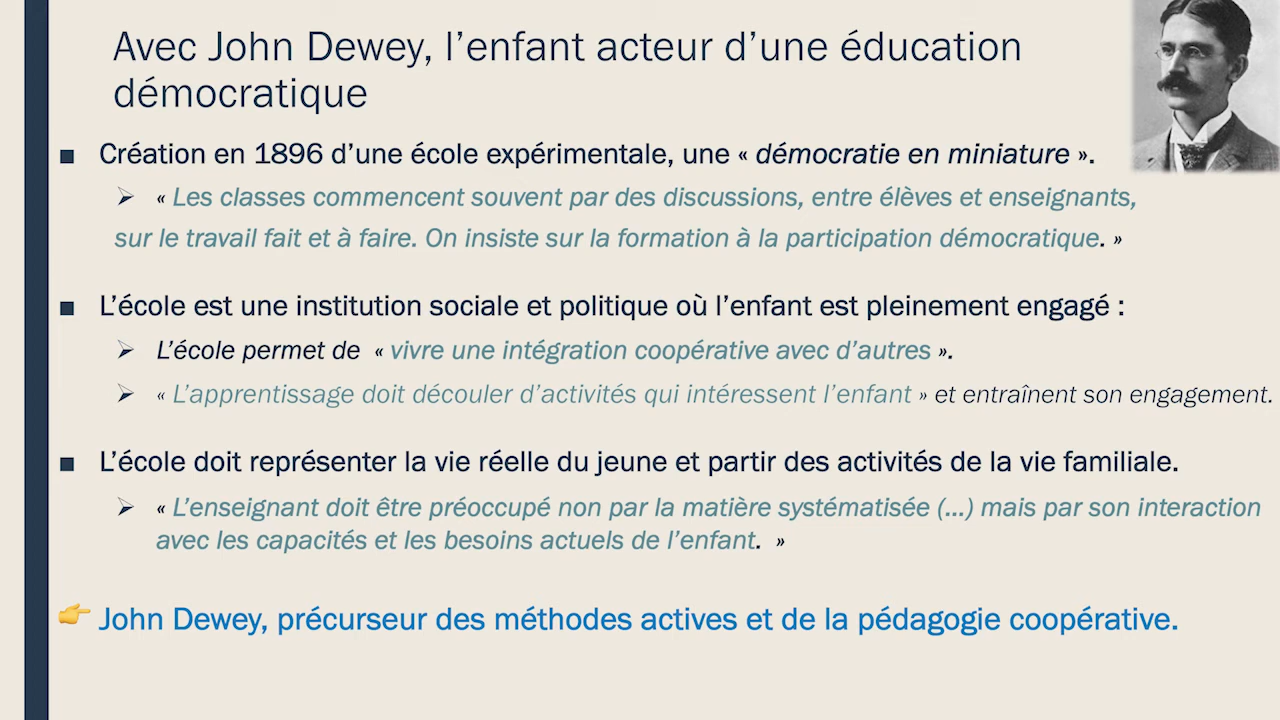 Avec John Dewey, l’enfant acteur d’une éducation
démocratique
■ Création en 1896 d’une école expérimentale, une « démocratie en miature ».
➢ « Les classes commencent souvent par des discussions, entre élèves et enseignants,
sur le travail fait et à faire. On insiste sur la formation à la participation démocratique. »
■ L’école est une institution sociale et politique où l’enfant est pleinement engagé :
➢ L’école permet de « vivre une intégration coopérative avec d’autres ».
➢ « L’apprentissage doit découler d’activités qui intéressent l’enfant » et entraînent son engagement.
■ L’école doit représenter la vie réelle du jeune et partir des activités de la vie familiale.
➢ « L’enseignant doit être préoccupé non par la matière systématisée (...) mais par son interaction
avec les capacités et les besoins actuels de l’enfant. »
👉 John Dewey, précurseur des méthodes actives et de la pédagogie coopérative.